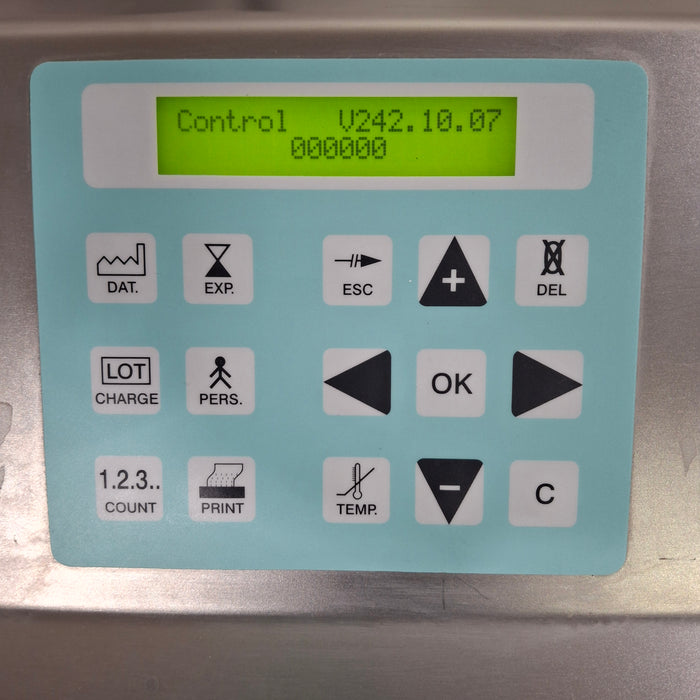 Control V242.10.07
000000
DAT.
EXP.
ESC
+
DEL
LOT
CHARGE
PERS.
OK
1.2.3..
COUNT
PRINT
TEMP.
-
C